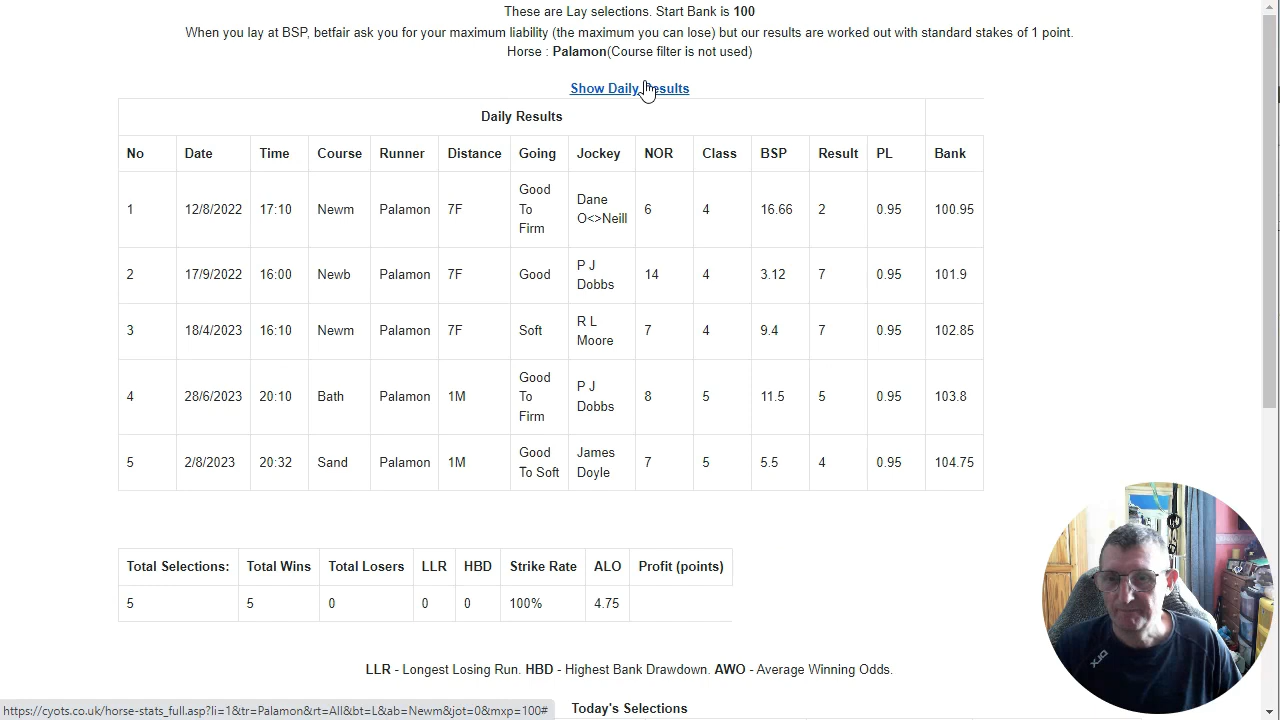 These are Lay selections. Start Bank is 100
When you lay at BSP, betfair ask you for your maximum liability (the maximum you can lose) but our results are worked out with standard stakes of 1 point.
Horse : Palamon(Course filter is not used)
Show Daily Results
Daily Results
No Date Time Course Runner Distance Going Jockey NOR Class BSP Result PL Bank
1 12/8/2022 17:10 Newm Palamon 7F Good To Firm Dane O<>Neill 6 4 16.66 2 0.95 100.95
2 17/9/2022 16:00 Newb Palamon 7F Good P J Dobbs 14 4 3.12 7 0.95 101.9
3 18/4/2023 16:10 Newm Palamon 7F Soft R L Moore 7 4 9.4 7 0.95 102.85
4 28/6/2023 20:10 Bath Palamon 1M Good To Firm P J Dobbs 8 5 11.5 5 0.95 103.8
5 2/8/2023 20:32 Sand Palamon 1M Good To Soft James Doyle 7 5 5.5 4 0.95 104.75
Total Selections: Total Wins Total Losers LLR HBD Strike Rate ALO Profit (points)
5 5 0 0 0 100% 4.75
LLR - Longest Losing Run. HBD - Highest Bank Drawdown. AWO - Average Winning Odds.
Today's Selections
https://cyots.co.uk/horse-stats_full.asp?li=1&tr=Palamon&rt=All&bt=L&ab=Newm&jot=0&mxp=100#